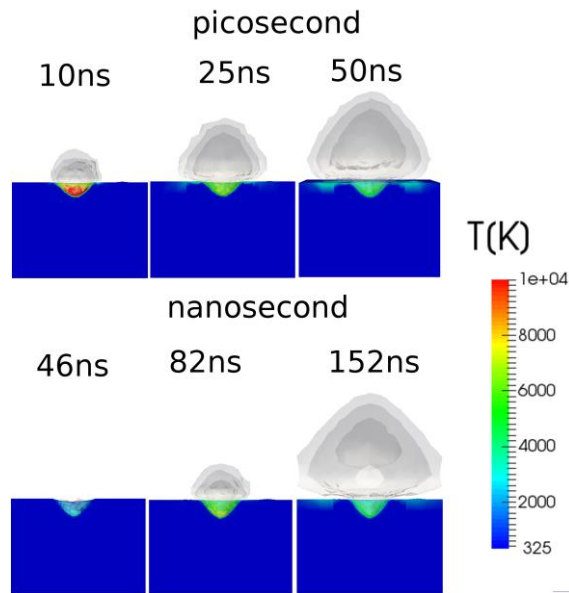 picosecond
10ns 25ns 50ns
T(K)
1e+04
8000
6000
4000
2000
325
nanosecond
46ns 82ns 152ns